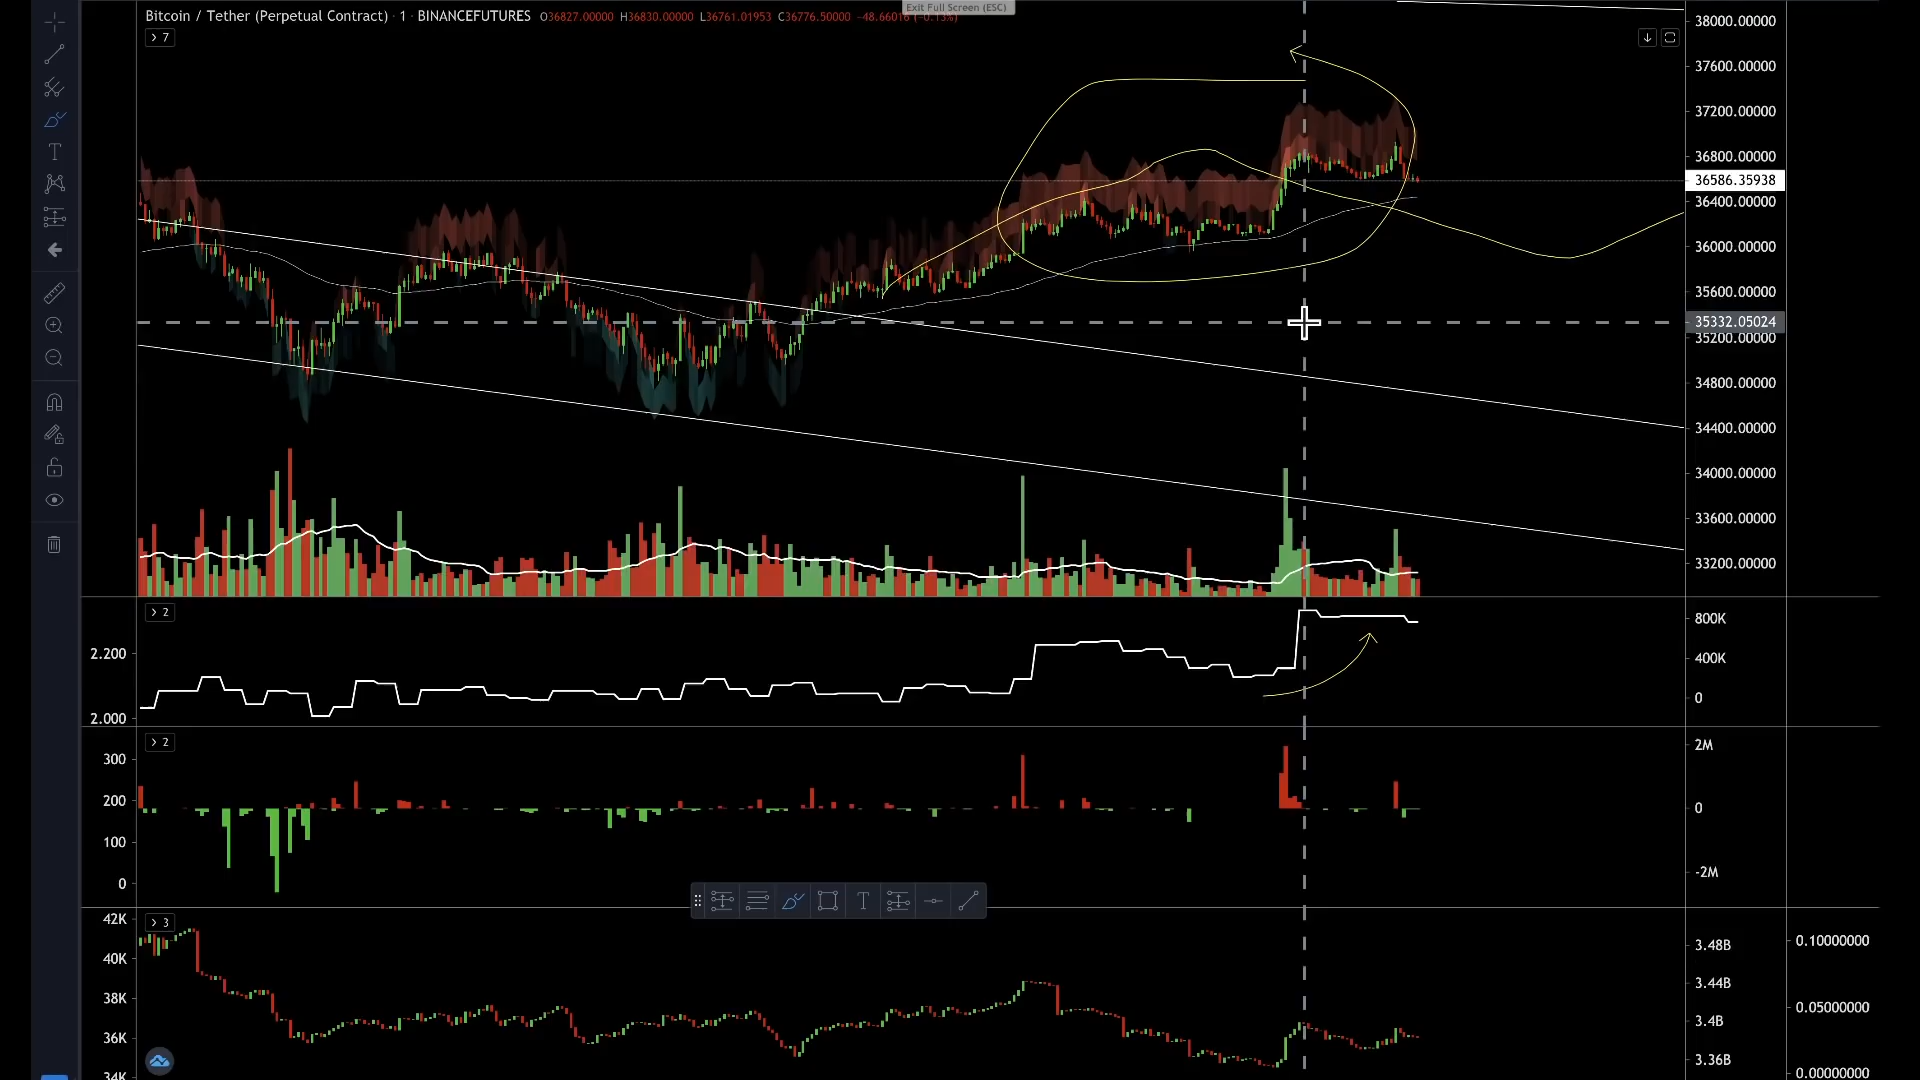 Exit Full Screen (ESC)
Bitcoin / Tether (Perpetual Contract) · 1 · BINANCEFUTURES O36827.00000 H36830.00000 L36761.01953 C36776.50000 −48.66016 (−0.13%)
> 7
38000.00000
37600.00000
37200.00000
36800.00000
36586.35938
36400.00000
36000.00000
35600.00000
35332.05024
35200.00000
34800.00000
34400.00000
34000.00000
33600.00000
33200.00000
> 2
2.200
2.000
800K
400K
0
> 2
300
200
100
0
2M
0
-2M
> 3
42K
40K
38K
36K
34K
3.48B
3.44B
3.4B
3.36B
0.10000000
0.05000000
0.00000000